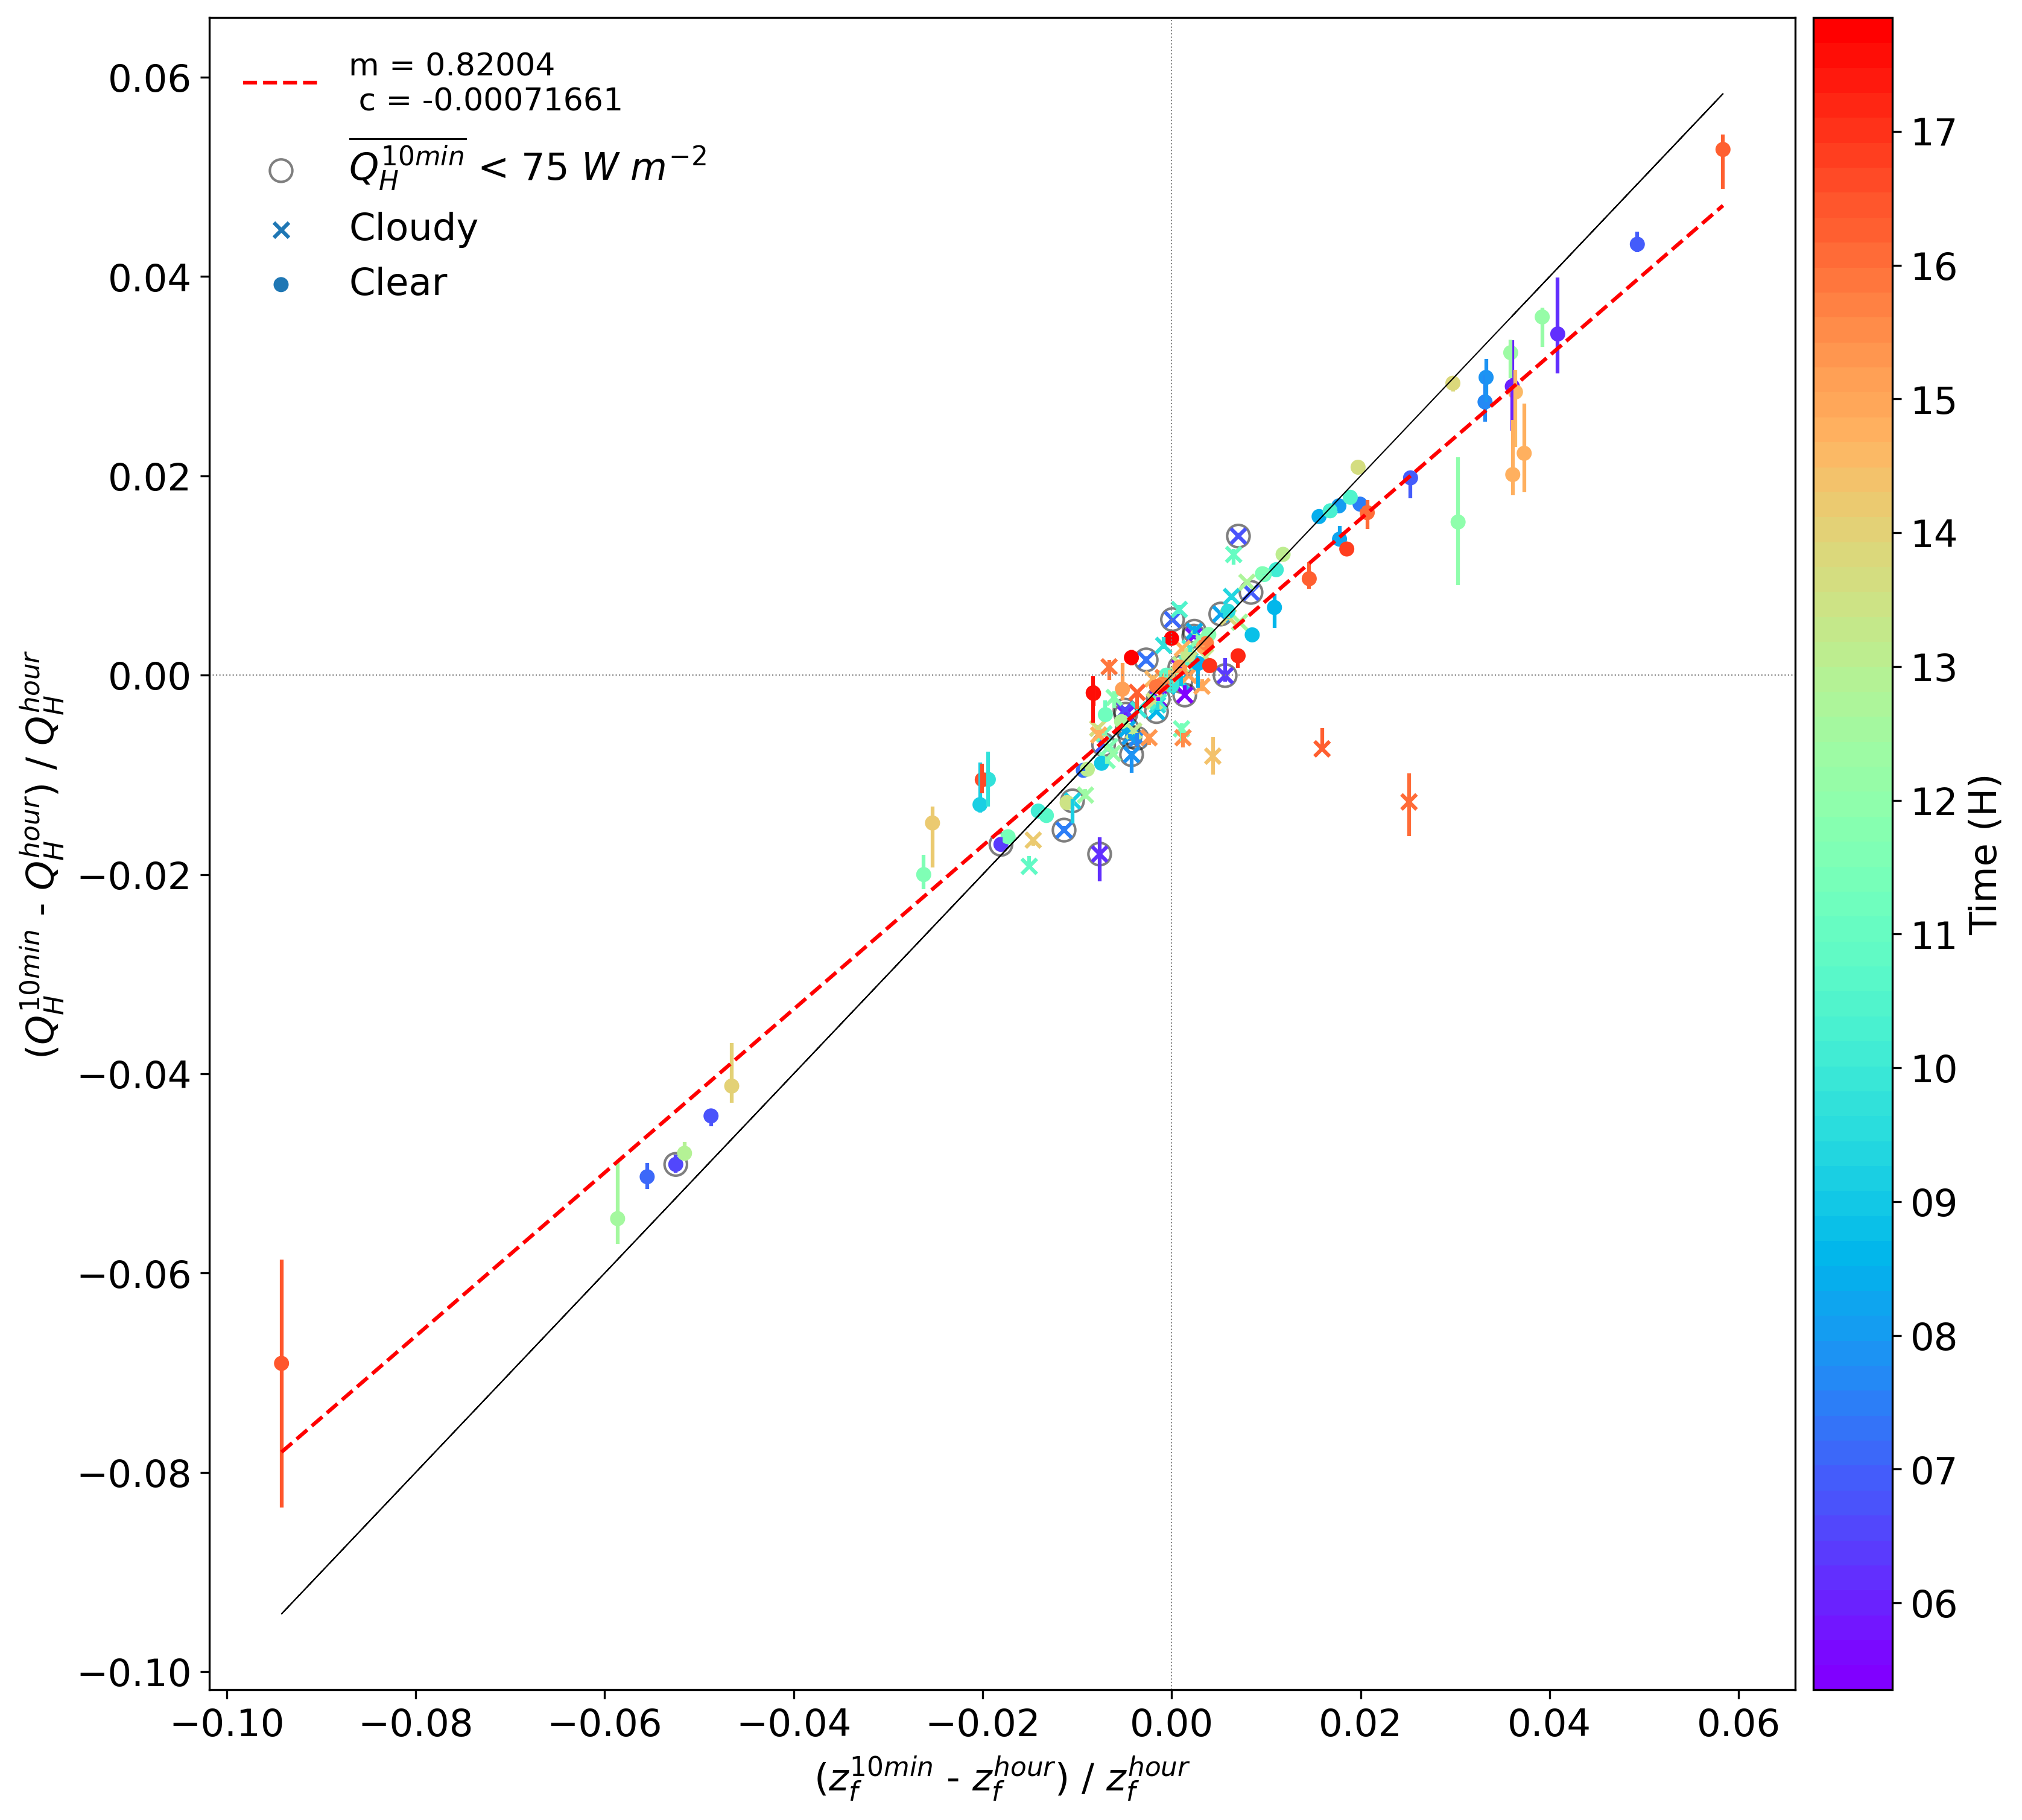 m = 0.82004
c = -0.00071661
Q_H^10min < 75 W m^−2
Cloudy
Clear
0.06
0.04
0.02
0.00
−0.02
−0.04
−0.06
−0.08
−0.10
(Q_H^10min - Q_H^hour) / Q_H^hour
−0.10 −0.08 −0.06 −0.04 −0.02 0.00 0.02 0.04 0.06
(z_f^10min - z_f^hour) / z_f^hour
17
16
15
14
13
12
11
10
09
08
07
06
Time (H)